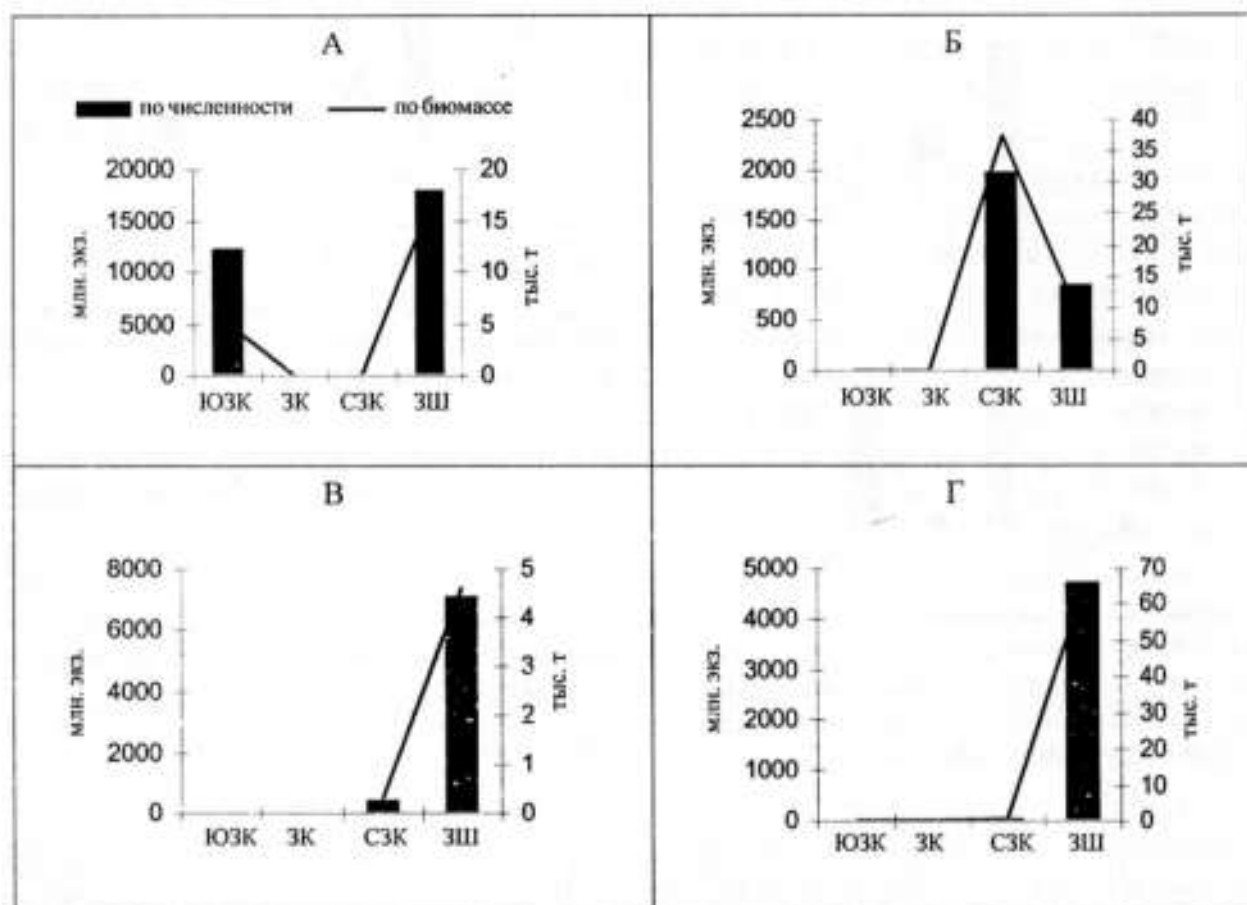 А
по численности по биомассе
млн. экз.
20000
15000
10000
5000
0
20
15
10
5
0
тыс. т
ЮЗК ЗК СЗК ЗШ
Б
млн. экз.
2500
2000
1500
1000
500
0
40
35
30
25
20
15
10
5
0
тыс. т
ЮЗК ЗК СЗК ЗШ
В
млн. экз.
8000
6000
4000
2000
0
5
4
3
2
1
0
тыс. т
ЮЗК ЗК СЗК ЗШ
Г
млн. экз.
5000
4000
3000
2000
1000
0
70
60
50
40
30
20
10
0
тыс. т
ЮЗК ЗК СЗК ЗШ